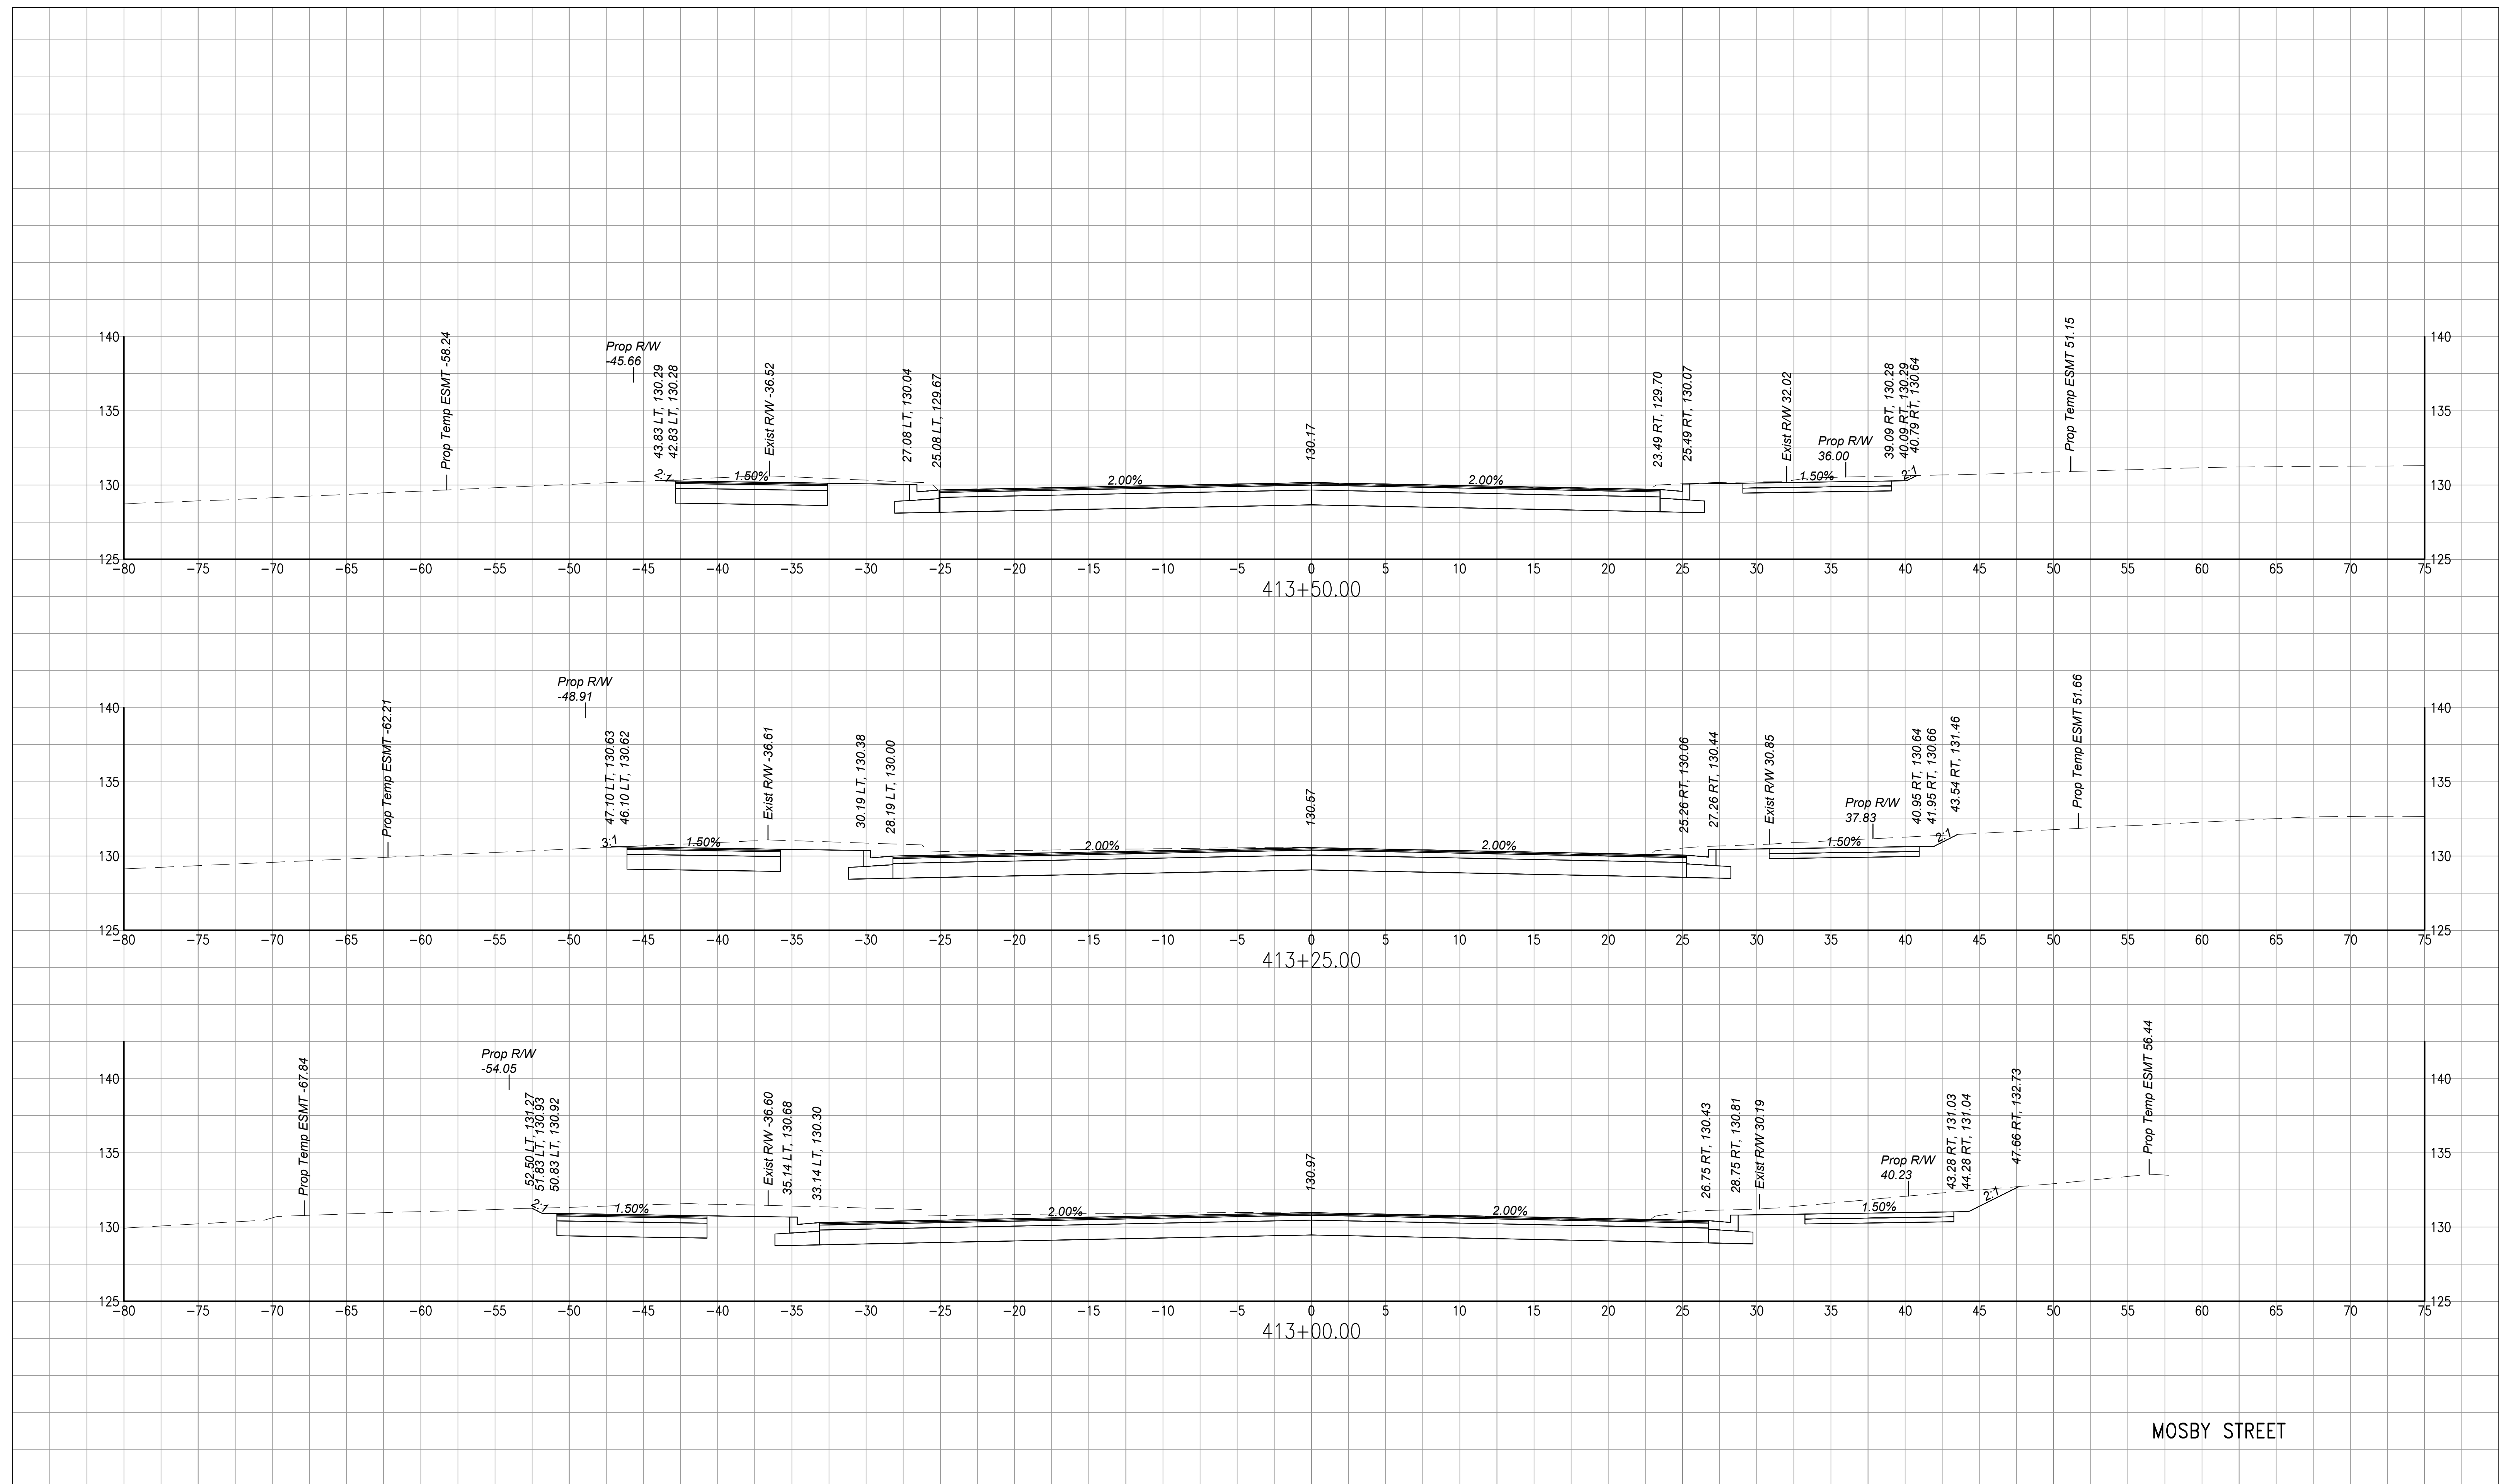 140
140
135
135
130
130
125
125
Prop Temp ESMT -58.24
Prop R/W
-45.66
43.83 LT, 130.29
42.83 LT, 130.28
Exist R/W -36.52
27.08 LT, 130.04
25.08 LT, 129.67
130.17
23.49 RT, 129.70
25.49 RT, 130.07
Exist R/W 32.02
Prop R/W
36.00
39.09 RT, 130.28
40.09 RT, 130.29
40.79 RT, 130.64
Prop Temp ESMT 51.15
2:1
1.50%
2.00%
2.00%
1.50%
2:1
-80 -75 -70 -65 -60 -55 -50 -45 -40 -35 -30 -25 -20 -15 -10 -5 0 5 10 15 20 25 30 35 40 45 50 55 60 65 70 75
413+50.00
140
140
135
135
130
130
125
125
Prop Temp ESMT -62.21
Prop R/W
-48.91
47.10 LT, 130.63
46.10 LT, 130.62
Exist R/W -36.61
30.19 LT, 130.38
28.19 LT, 130.00
130.57
25.26 RT, 130.06
27.26 RT, 130.44
Exist R/W 30.85
Prop R/W
37.83
40.95 RT, 130.64
41.95 RT, 130.66
43.54 RT, 131.46
Prop Temp ESMT 51.66
3:1
1.50%
2.00%
2.00%
1.50%
2:1
-80 -75 -70 -65 -60 -55 -50 -45 -40 -35 -30 -25 -20 -15 -10 -5 0 5 10 15 20 25 30 35 40 45 50 55 60 65 70 75
413+25.00
140
140
135
135
130
130
125
125
Prop Temp ESMT -67.84
Prop R/W
-54.05
52.50 LT, 131.27
51.83 LT, 130.93
50.83 LT, 130.92
Exist R/W -36.60
35.14 LT, 130.68
33.14 LT, 130.30
130.97
26.75 RT, 130.43
28.75 RT, 130.81
Exist R/W 30.19
Prop R/W
40.23
43.28 RT, 131.03
44.28 RT, 131.04
47.66 RT, 132.73
Prop Temp ESMT 56.44
2:1
1.50%
2.00%
2.00%
1.50%
2:1
-80 -75 -70 -65 -60 -55 -50 -45 -40 -35 -30 -25 -20 -15 -10 -5 0 5 10 15 20 25 30 35 40 45 50 55 60 65 70 75
413+00.00
MOSBY STREET